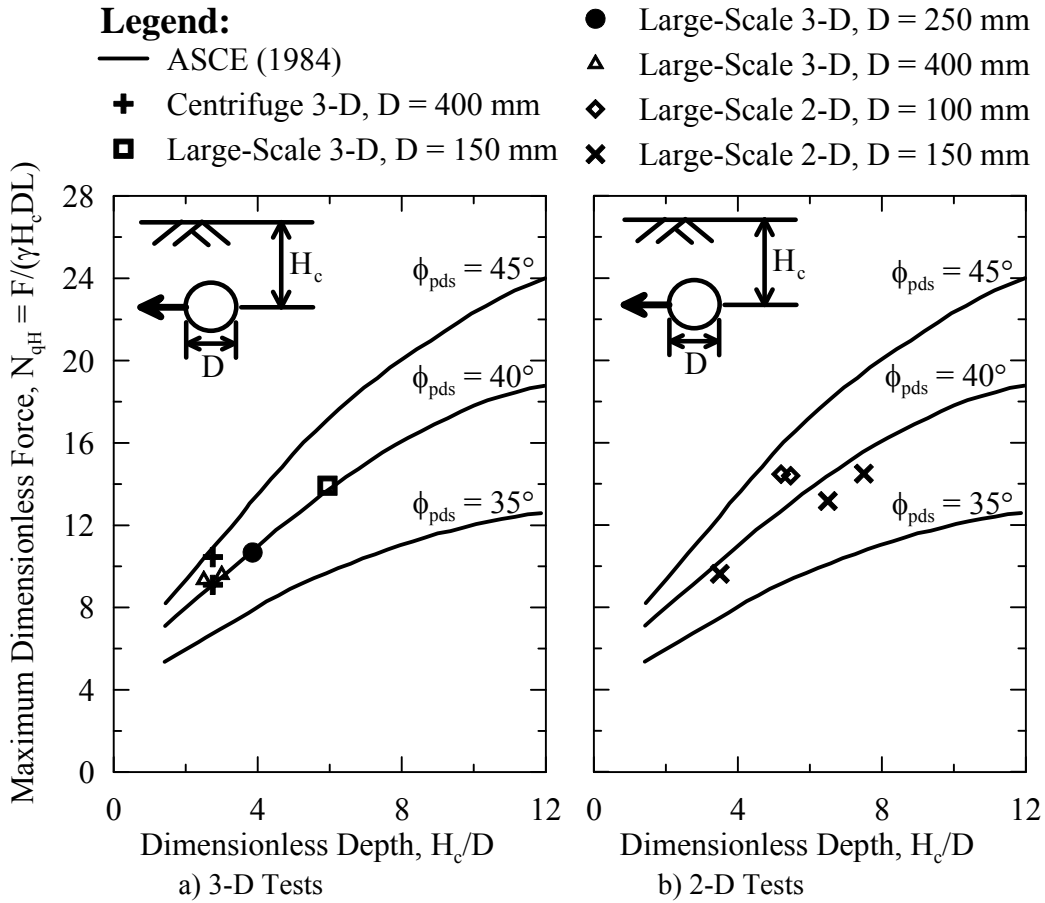 Legend:
ASCE (1984)
Centrifuge 3-D, D = 400 mm
Large-Scale 3-D, D = 150 mm
Large-Scale 3-D, D = 250 mm
Large-Scale 3-D, D = 400 mm
Large-Scale 2-D, D = 100 mm
Large-Scale 2-D, D = 150 mm
Maximum Dimensionless Force, N_qH = F/(γH_cDL)
28
24
20
16
12
8
4
0
H_c
D
ϕ_pds = 45°
ϕ_pds = 40°
ϕ_pds = 35°
0 4 8 12
Dimensionless Depth, H_c/D
a) 3-D Tests
H_c
D
ϕ_pds = 45°
ϕ_pds = 40°
ϕ_pds = 35°
0 4 8 12
Dimensionless Depth, H_c/D
b) 2-D Tests